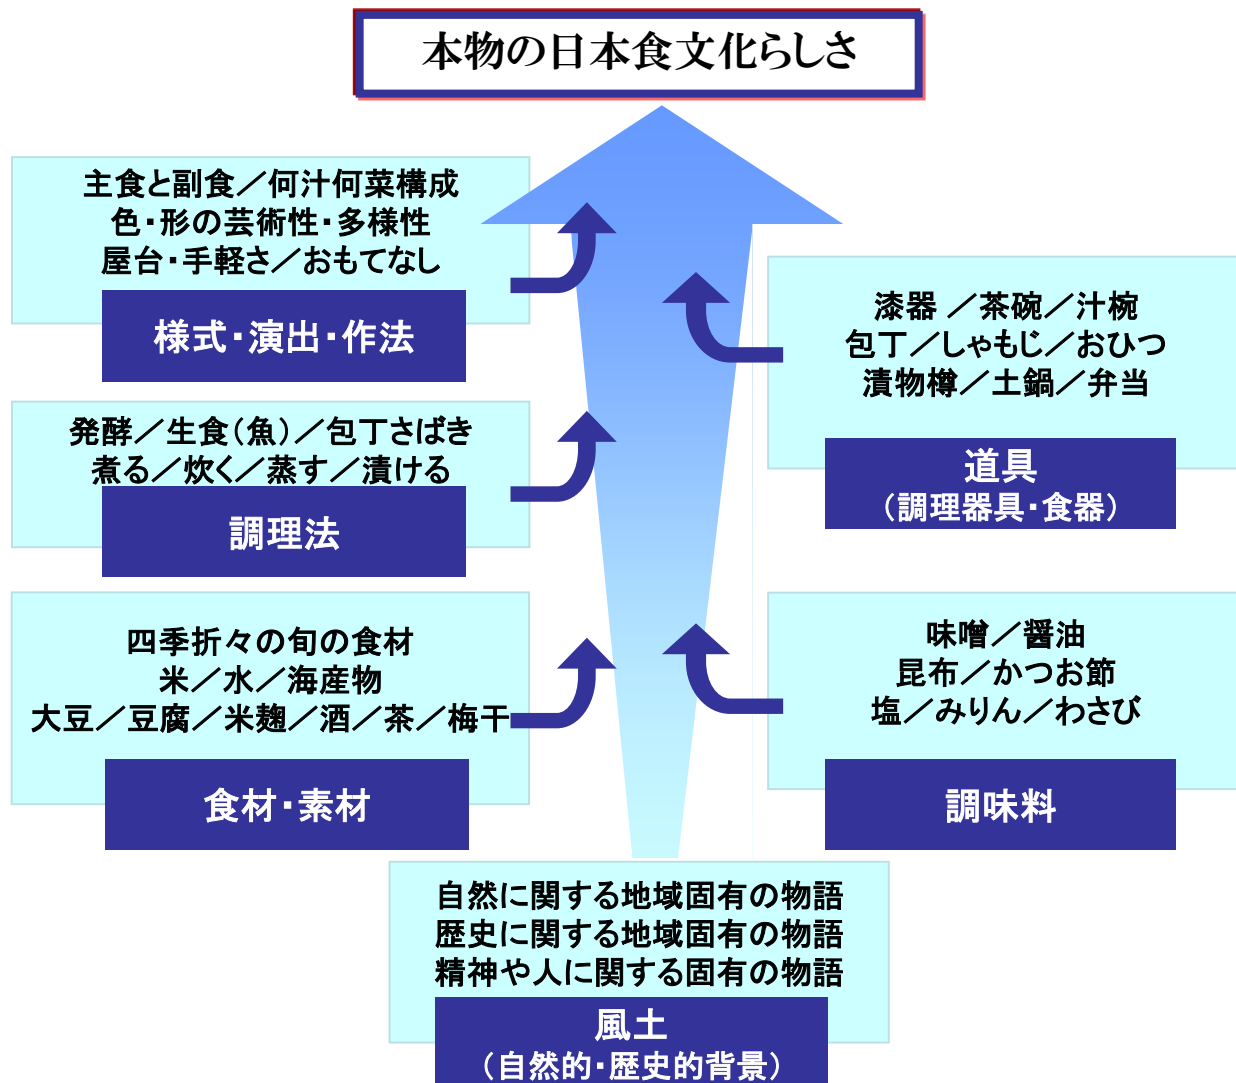 本物の日本食文化らしさ
主食と副食／何汁何菜構成
色・形の芸術性・多様性
屋台・手軽さ／おもてなし
様式・演出・作法
漆器 ／茶碗／汁椀
包丁／しゃもじ／おひつ
漬物樽／土鍋／弁当
道具
（調理器具・食器）
発酵／生食（魚）／包丁さばき
煮る／炊く／蒸す／漬ける
調理法
四季折々の旬の食材
米／水／海産物
大豆／豆腐／米麹／酒／茶／梅干
食材・素材
味噌／醤油
昆布／かつお節
塩／みりん／わさび
調味料
自然に関する地域固有の物語
歴史に関する地域固有の物語
精神や人に関する固有の物語
風土
（自然的・歴史的背景）